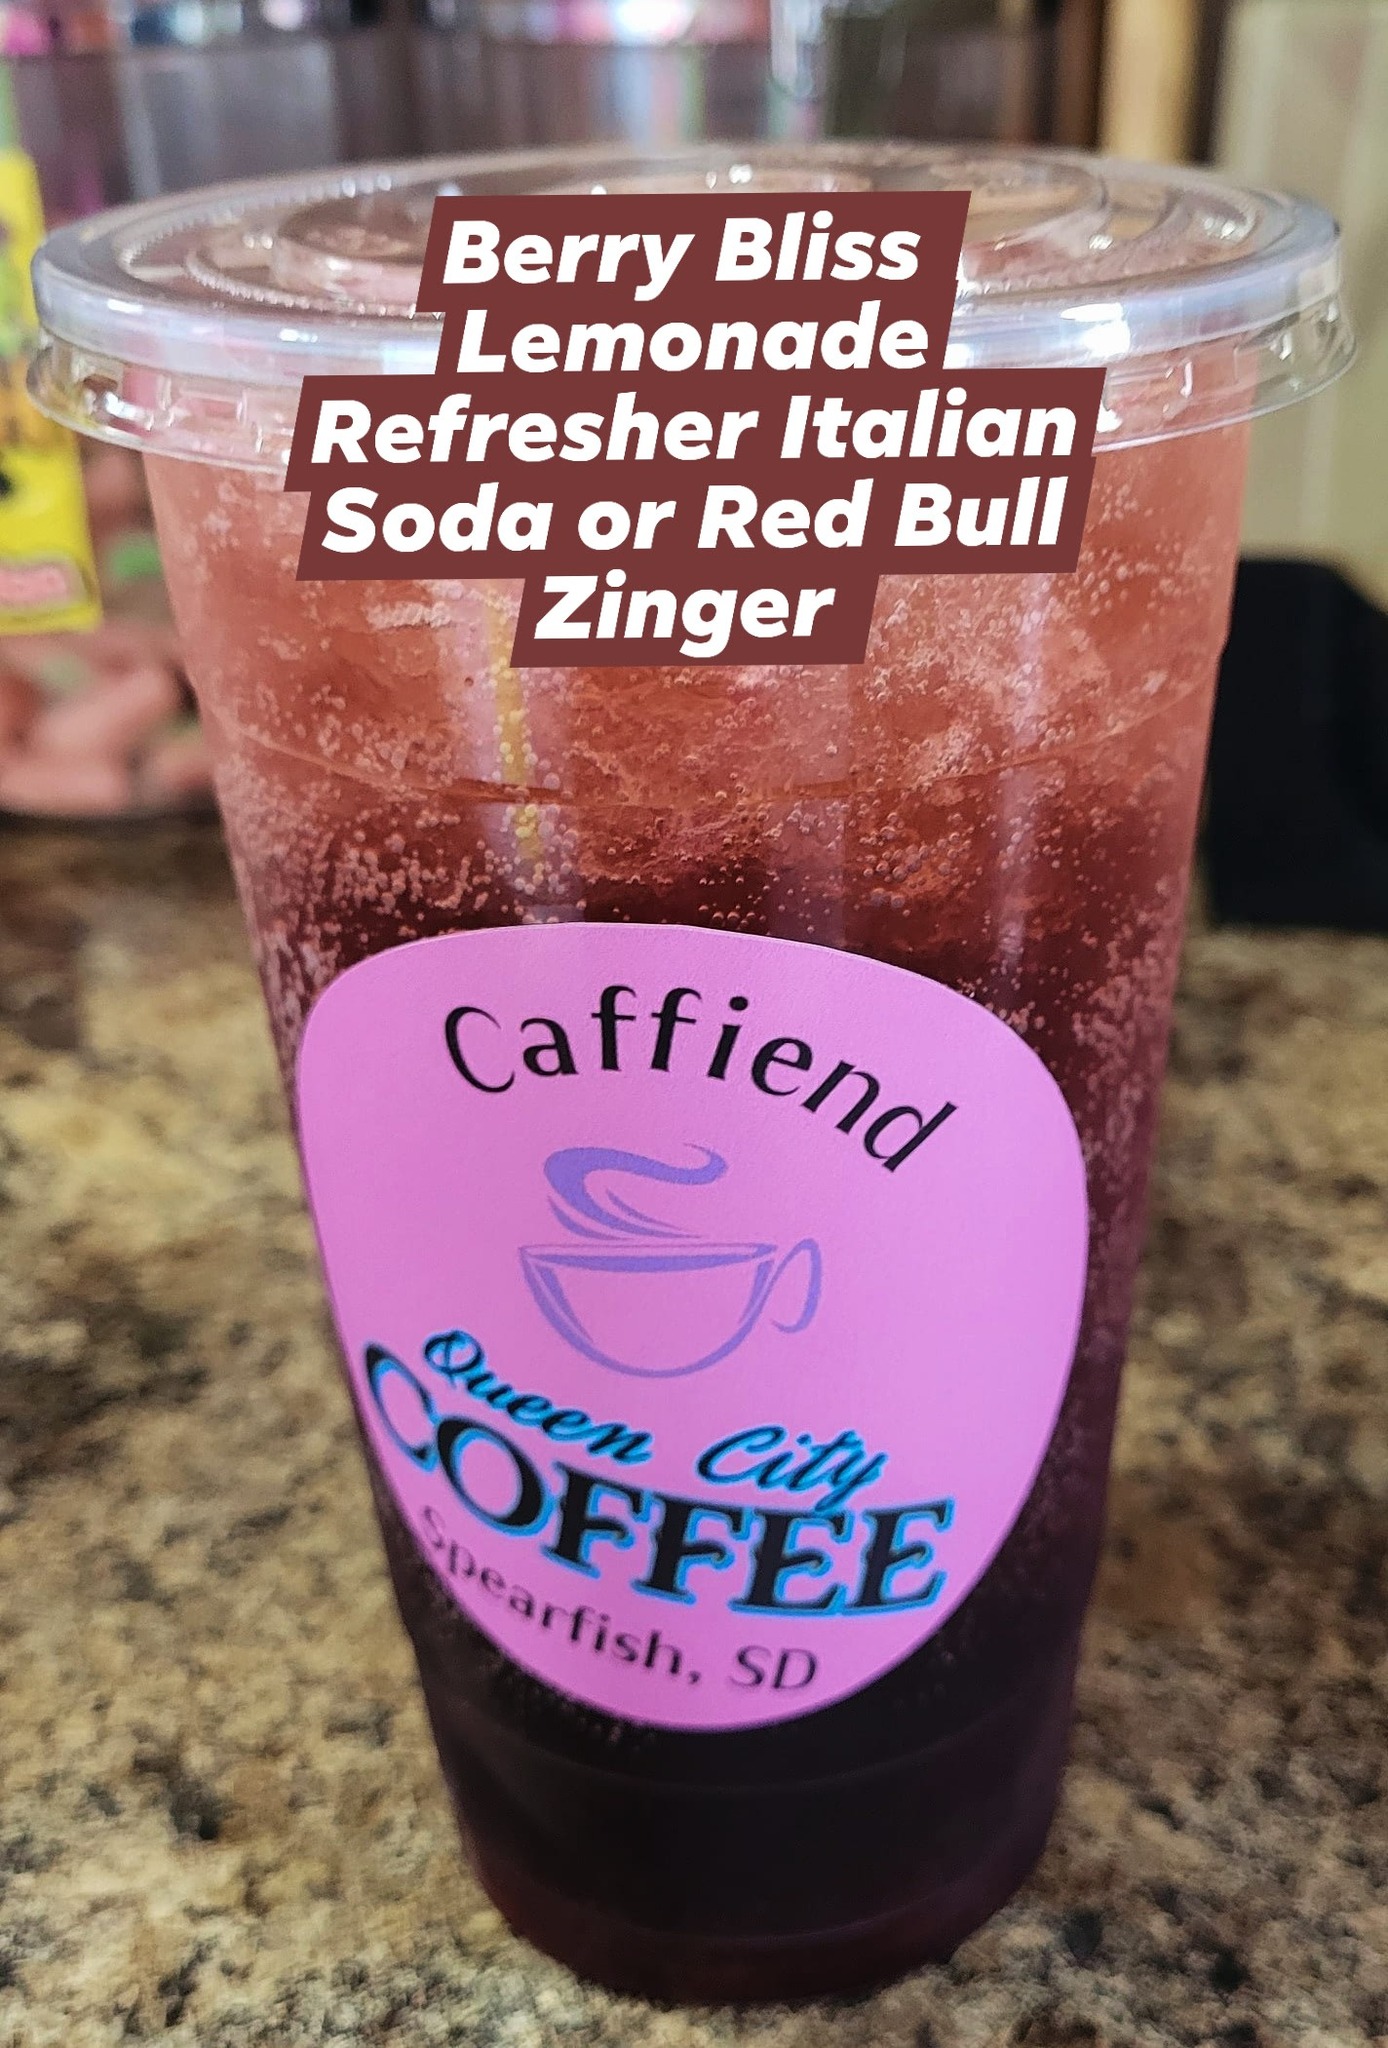 Berry Bliss
Lemonade
Refresher Italian
Soda or Red Bull
Zinger
Caffiend
Queen City
COFFEE
Spearfish, SD